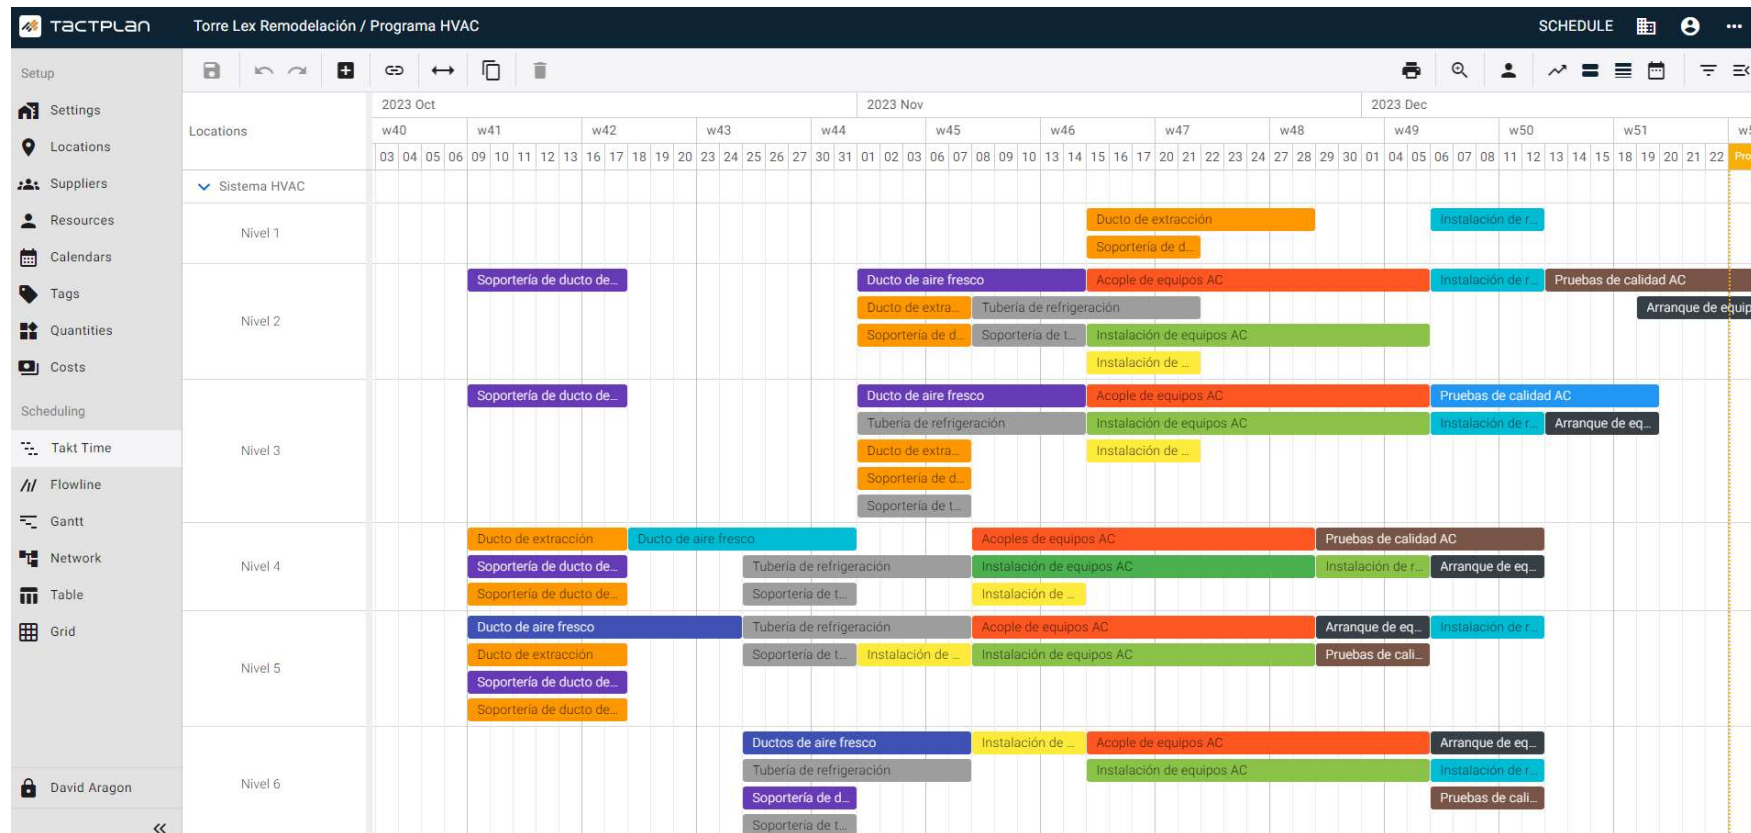 TACTPLAN Torre Lex Remodelación / Programa HVAC SCHEDULE
Setup
Settings
Locations
Suppliers
Resources
Calendars
Tags
Quantities
Costs
Scheduling
Takt Time
Flowline
Gantt
Network
Table
Grid
David Aragon
Locations
2023 Oct 2023 Nov 2023 Dec
w40 w41 w42 w43 w44 w45 w46 w47 w48 w49 w50 w51
03 04 05 06 09 10 11 12 13 16 17 18 19 20 23 24 25 26 27 30 31 01 02 03 06 07 08 09 10 13 14 15 16 17 20 21 22 23 24 27 28 29 30 01 04 05 06 07 08 11 12 13 14 15 18 19 20 21 22 Pro
Sistema HVAC
Nivel 1
Ducto de extracción Instalación de r...
Soportería de d...
Nivel 2
Soportería de ducto de... Ducto de aire fresco Acople de equipos AC Instalación de r... Pruebas de calidad AC
Ducto de extra... Tubería de refrigeración Arranque de equip
Soportería de d... Soportería de t... Instalación de equipos AC
Instalación de ...
Nivel 3
Soportería de ducto de... Ducto de aire fresco Acople de equipos AC Pruebas de calidad AC
Tubería de refrigeración Instalación de equipos AC Instalación de r... Arranque de eq...
Ducto de extra... Instalación de ...
Soportería de d...
Soportería de t...
Nivel 4
Ducto de extracción Ducto de aire fresco Acoples de equipos AC Pruebas de calidad AC
Soportería de ducto de... Tubería de refrigeración Instalación de equipos AC Instalación de r... Arranque de eq...
Soportería de ducto de... Soportería de t... Instalación de ...
Nivel 5
Ducto de aire fresco Tubería de refrigeración Acople de equipos AC Arranque de eq... Instalación de r...
Ducto de extracción Soportería de t... Instalación de ... Instalación de equipos AC Pruebas de cali...
Soportería de ducto de...
Soportería de ducto de...
Nivel 6
Ductos de aire fresco Instalación de ... Acople de equipos AC Arranque de eq...
Tubería de refrigeración Instalación de equipos AC Instalación de r...
Soportería de d... Pruebas de cali...
Soportería de t...